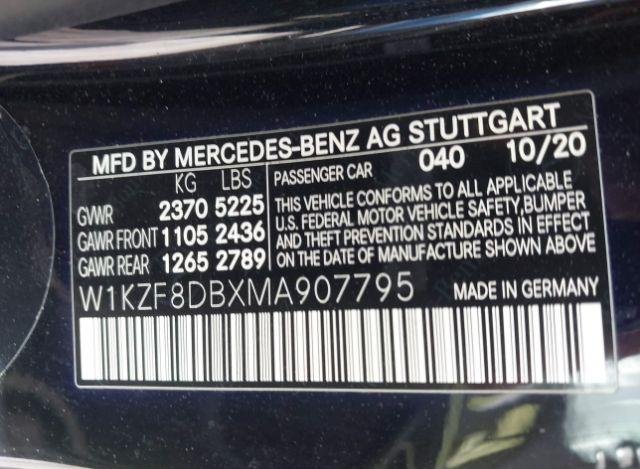 MFD BY MERCEDES-BENZ AG STUTTGART
KG LBS PASSENGER CAR 040 10/20
GVWR 2370 5225
GAWR FRONT 1105 2436
GAWR REAR 1265 2789
THIS VEHICLE CONFORMS TO ALL APPLICABLE
U.S. FEDERAL MOTOR VEHICLE SAFETY,BUMPER
AND THEFT PREVENTION STANDARDS IN EFFECT
ON THE DATE OF MANUFACTURE SHOWN ABOVE.
W1KZF8DBXMA907795 MADE IN GERMANY